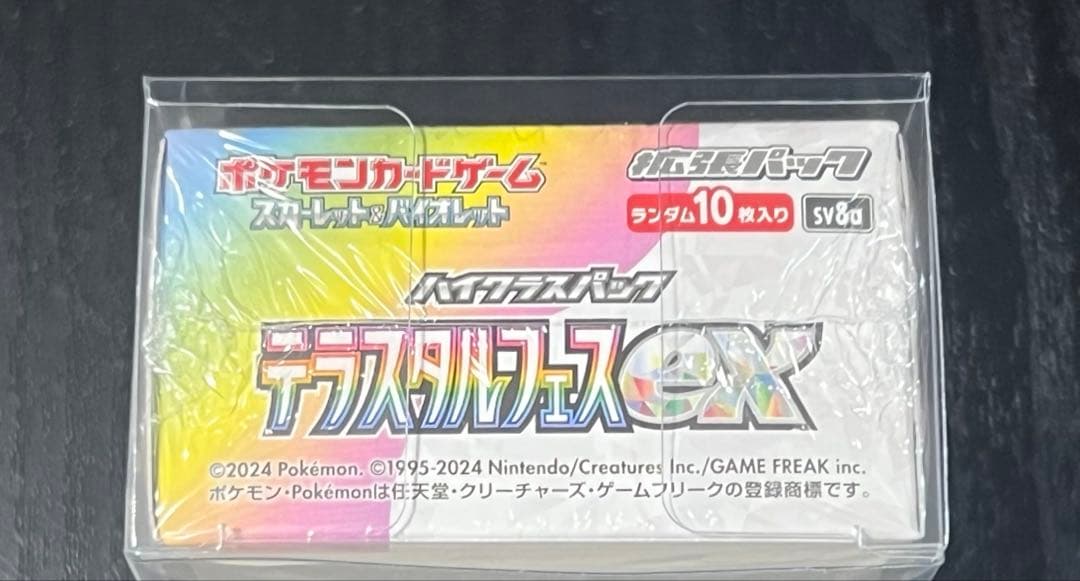 ポケモンカードゲーム
スカーレット&バイオレット
拡張パック
ランダム10枚入り SV8a
ハイクラスパック
テラスタルフェスex
©2024 Pokémon. ©1995-2024 Nintendo/Creatures Inc./GAME FREAK inc.
ポケモン・Pokémonは任天堂・クリーチャーズ・ゲームフリークの登録商標です。